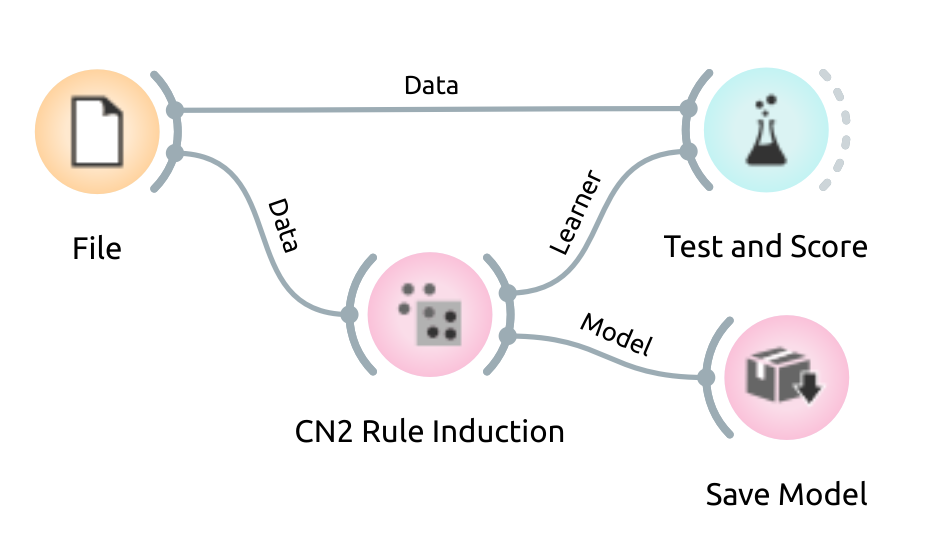 Data
File
Data
Learner
Test and Score
Model
CN2 Rule Induction
Save Model